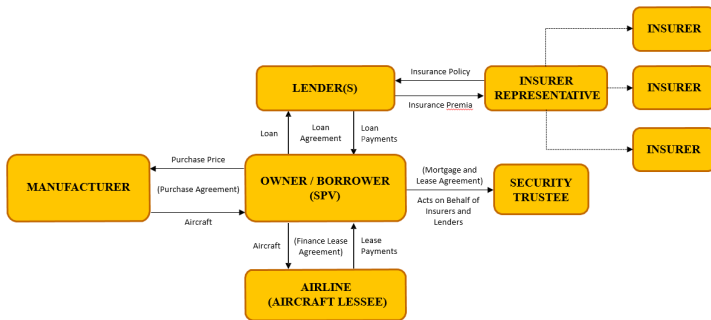 INSURER
LENDER(S)
Insurance Policy
Insurance Premia
INSURER
REPRESENTATIVE
INSURER
INSURER
Loan
Loan
Agreement
Loan
Payments
MANUFACTURER
Purchase Price
(Purchase Agreement)
Aircraft
OWNER / BORROWER
(SPV)
(Mortgage and
Lease Agreement)
Acts on Behalf of
Insurers and
Lenders
SECURITY
TRUSTEE
Aircraft
(Finance Lease
Agreement)
Lease
Payments
AIRLINE
(AIRCRAFT LESSEE)